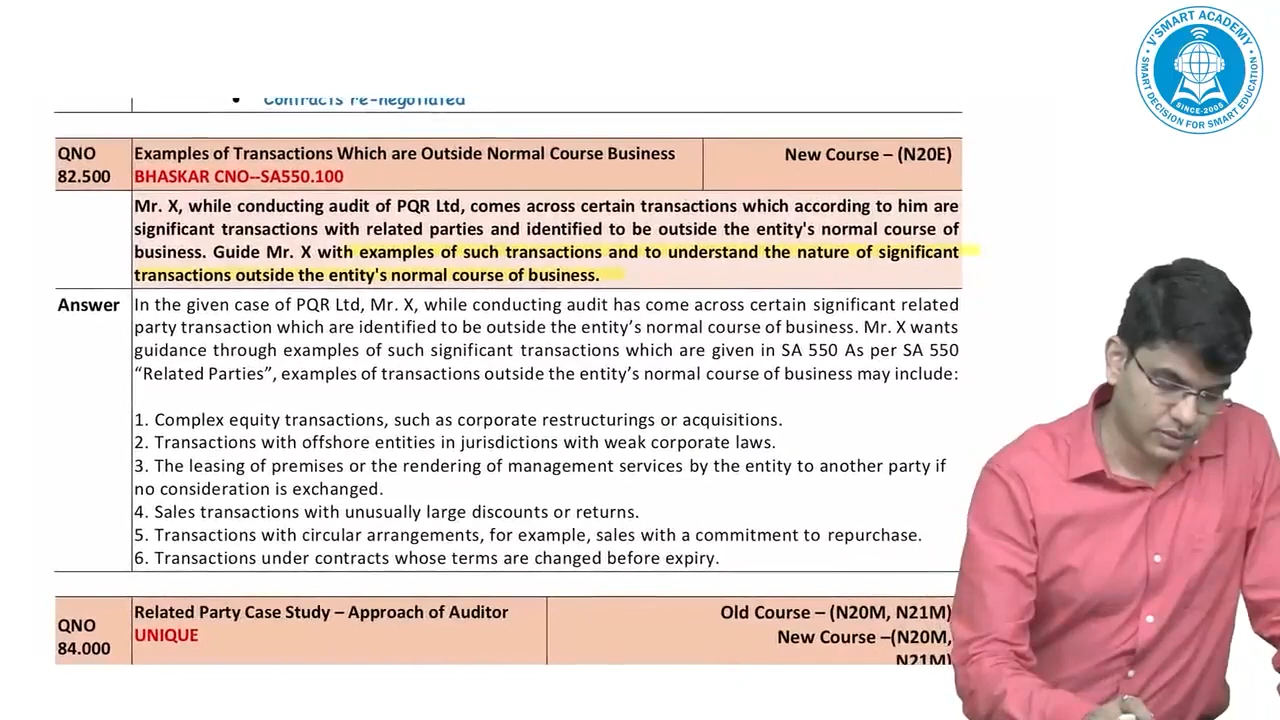 V'SMART ACADEMY
SMART DECISION FOR SMART EDUCATION
SINCE-2005
• Contracts re-negotiated
QNO 82.500
Examples of Transactions Which are Outside Normal Course Business
BHASKAR CNO--SA550.100
New Course – (N20E)
Mr. X, while conducting audit of PQR Ltd, comes across certain transactions which according to him are
significant transactions with related parties and identified to be outside the entity's normal course of
business. Guide Mr. X with examples of such transactions and to understand the nature of significant
transactions outside the entity's normal course of business.
Answer
In the given case of PQR Ltd, Mr. X, while conducting audit has come across certain significant related
party transaction which are identified to be outside the entity’s normal course of business. Mr. X wants
guidance through examples of such significant transactions which are given in SA 550 As per SA 550
“Related Parties”, examples of transactions outside the entity’s normal course of business may include:
1. Complex equity transactions, such as corporate restructurings or acquisitions.
2. Transactions with offshore entities in jurisdictions with weak corporate laws.
3. The leasing of premises or the rendering of management services by the entity to another party if
no consideration is exchanged.
4. Sales transactions with unusually large discounts or returns.
5. Transactions with circular arrangements, for example, sales with a commitment to repurchase.
6. Transactions under contracts whose terms are changed before expiry.
QNO 84.000
Related Party Case Study – Approach of Auditor
UNIQUE
Old Course – (N20M, N21M)
New Course –(N20M,
N21M)